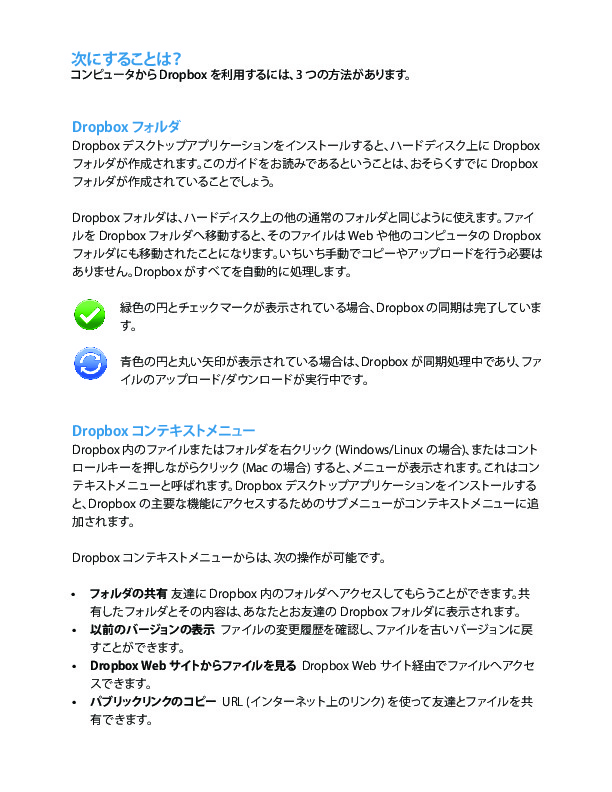 次にすることは?
コンピュータから Dropbox を利用するには、3 つの方法があります。
Dropbox フォルダ
Dropbox デスクトップアプリケーションをインストールすると、ハードディスク上に Dropbox
フォルダが作成されます。このガイドをお読みであるということは、おそらくすでに Dropbox
フォルダが作成されていることでしょう。
Dropbox フォルダは、ハードディスク上の他の通常のフォルダと同じように使えます。ファイ
ルを Dropbox フォルダへ移動すると、そのファイルは Web や他のコンピュータの Dropbox
フォルダにも移動されたことになります。いちいち手動でコピーやアップロードを行う必要は
ありません。Dropbox がすべてを自動的に処理します。
緑色の円とチェックマークが表示されている場合、Dropbox の同期は完了していま
す。
青色の円と丸い矢印が表示されている場合は、Dropbox が同期処理中であり、ファ
イルのアップロード/ダウンロードが実行中です。
Dropbox コンテキストメニュー
Dropbox 内のファイルまたはフォルダを右クリック (Windows/Linux の場合)、またはコント
ロールキーを押しながらクリック (Mac の場合) すると、メニューが表示されます。これはコン
テキストメニューと呼ばれます。Dropbox デスクトップアプリケーションをインストールする
と、Dropbox の主要な機能にアクセスするためのサブメニューがコンテキストメニューに追
加されます。
Dropbox コンテキストメニューからは、次の操作が可能です。
• フォルダの共有 友達に Dropbox 内のフォルダへアクセスしてもらうことができます。共
有したフォルダとその内容は、あなたとお友達の Dropbox フォルダに表示されます。
• 以前のバージョンの表示 ファイルの変更履歴を確認し、ファイルを古いバージョンに戻
すことができます。
• Dropbox Web サイトからファイルを見る Dropbox Web サイト経由でファイルへアクセ
スできます。
• パブリックリンクのコピー URL (インターネット上のリンク) を使って友達とファイルを共
有できます。